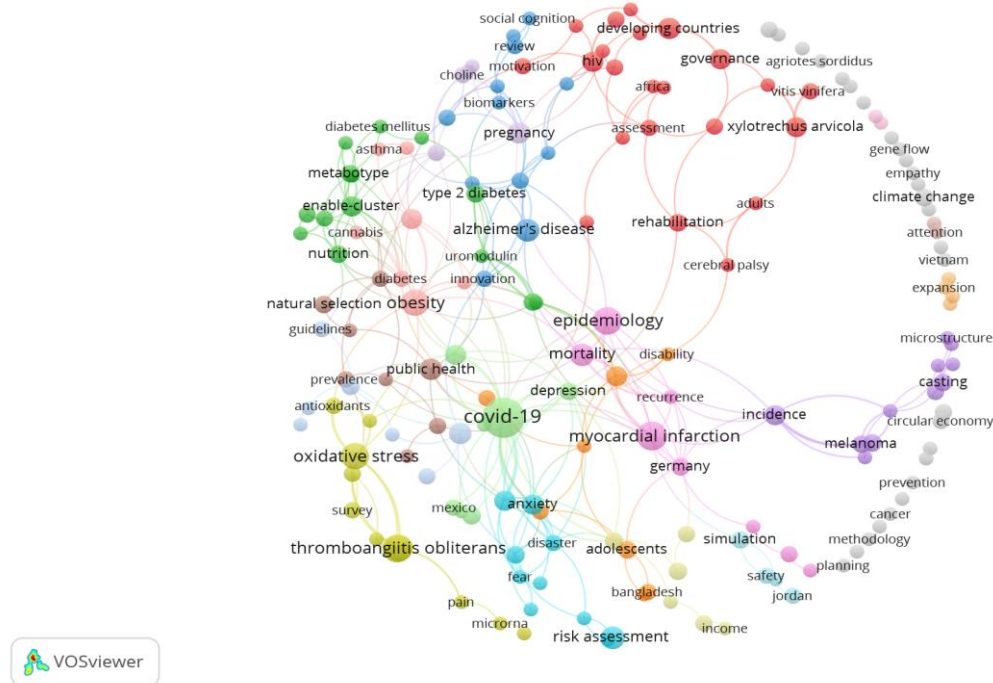 social cognition
developing countries
review
governance
hiv
motivation
agriotes sordidus
choline
africa
vitis vinifera
biomarkers
diabetes mellitus
pregnancy
assessment
xylotrechus arvicola
asthma
gene flow
metabotype
empathy
type 2 diabetes
climate change
enable-cluster
adults
cannabis
alzheimer's disease
rehabilitation
attention
nutrition
uromodulin
vietnam
cerebral palsy
diabetes
innovation
expansion
natural selection
obesity
epidemiology
guidelines
microstructure
mortality
disability
public health
prevalence
casting
depression
recurrence
antioxidants
covid-19
incidence
circular economy
myocardial infarction
melanoma
oxidative stress
germany
prevention
survey
mexico
anxiety
cancer
simulation
methodology
thromboangiitis obliterans
disaster
adolescents
planning
fear
safety
bangladesh
jordan
pain
microrna
risk assessment
income
VOSviewer